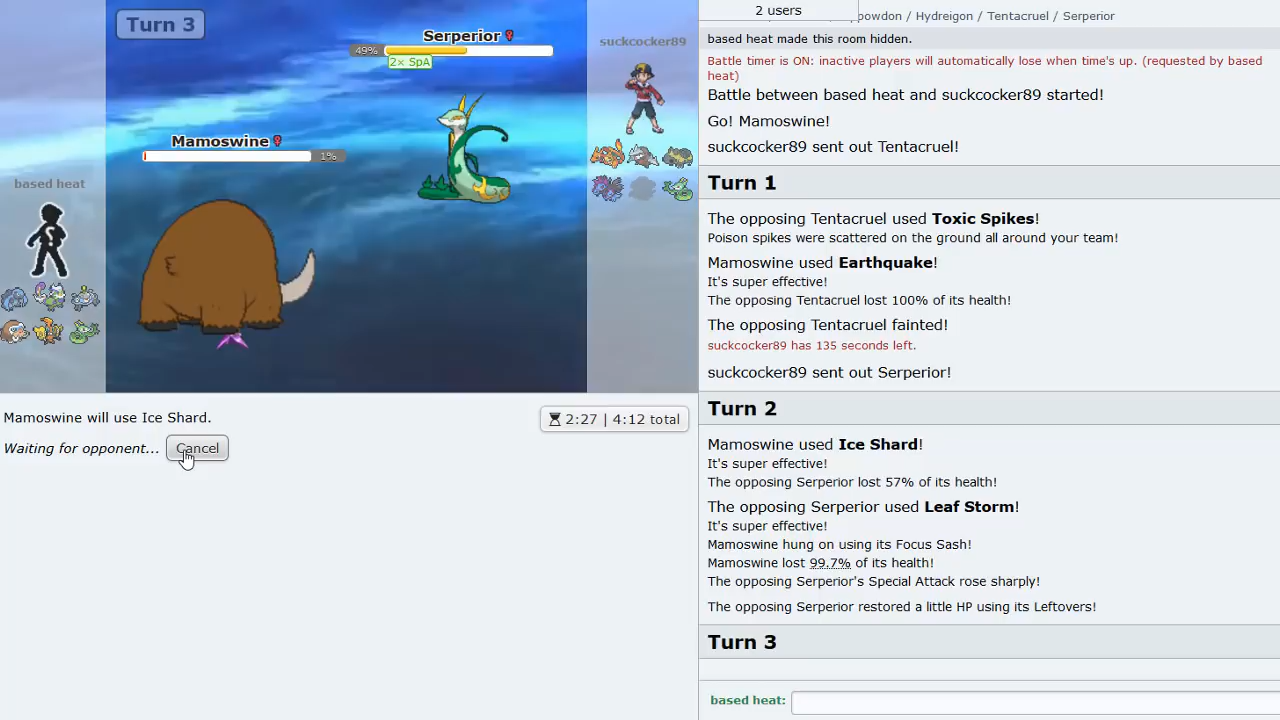 Turn 3
Serperior
49%
2× SpA
Mamoswine
1%
based heat
suckcocker89
Mamoswine will use Ice Shard.
2:27 | 4:12 total
Waiting for opponent... Cancel
2 users
powdon / Hydreigon / Tentacruel / Serperior
based heat made this room hidden.
Battle timer is ON: inactive players will automatically lose when time's up. (requested by based
heat)
Battle between based heat and suckcocker89 started!
Go! Mamoswine!
suckcocker89 sent out Tentacruel!
Turn 1
The opposing Tentacruel used Toxic Spikes!
Poison spikes were scattered on the ground all around your team!
Mamoswine used Earthquake!
It's super effective!
The opposing Tentacruel lost 100% of its health!
The opposing Tentacruel fainted!
suckcocker89 has 135 seconds left.
suckcocker89 sent out Serperior!
Turn 2
Mamoswine used Ice Shard!
It's super effective!
The opposing Serperior lost 57% of its health!
The opposing Serperior used Leaf Storm!
It's super effective!
Mamoswine hung on using its Focus Sash!
Mamoswine lost 99.7% of its health!
The opposing Serperior's Special Attack rose sharply!
The opposing Serperior restored a little HP using its Leftovers!
Turn 3
based heat: